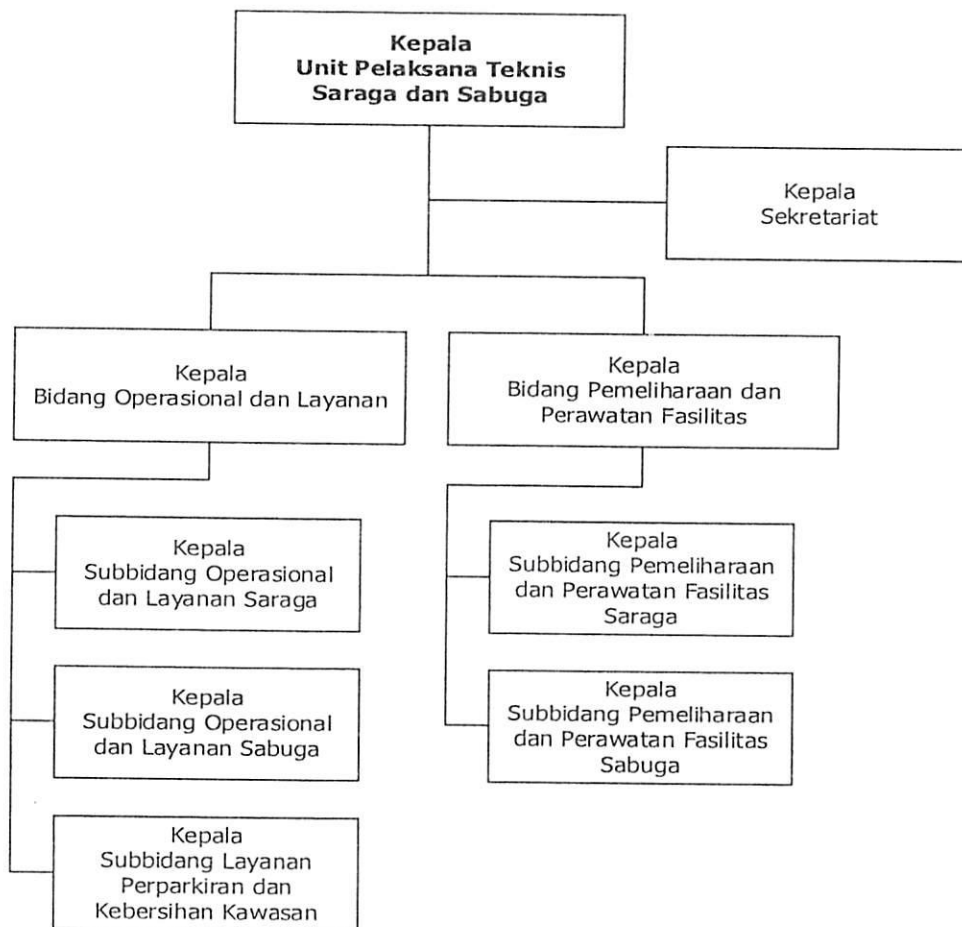 Kepala
Unit Pelaksana Teknis
Saraga dan Sabuga
Kepala
Sekretariat
Kepala
Bidang Operasional dan Layanan
Kepala
Bidang Pemeliharaan dan
Perawatan Fasilitas
Kepala
Subbidang Operasional
dan Layanan Saraga
Kepala
Subbidang Operasional
dan Layanan Sabuga
Kepala
Subbidang Layanan
Perparkiran dan
Kebersihan Kawasan
Kepala
Subbidang Pemeliharaan
dan Perawatan Fasilitas
Saraga
Kepala
Subbidang Pemeliharaan
dan Perawatan Fasilitas
Sabuga